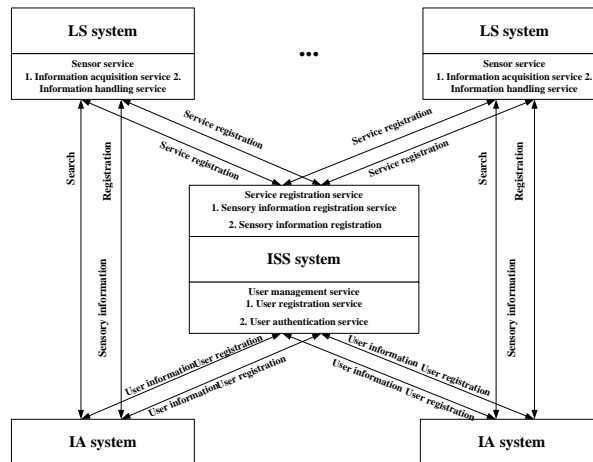 LS system
Sensor service
1. Information acquisition service 2.
Information handling service
...
LS system
Sensor service
1. Information acquisition service 2.
Information handling service
Service registration
Service registration
Service registration
Service registration
Search
Registration
Sensory information
Search
Registration
Sensory information
Service registration service
1. Sensory information registration service
2. Sensory information registration
ISS system
User management service
1. User registration service
2. User authentication service
User information User registration
User information User registration
User information User registration
User information User registration
IA system
IA system